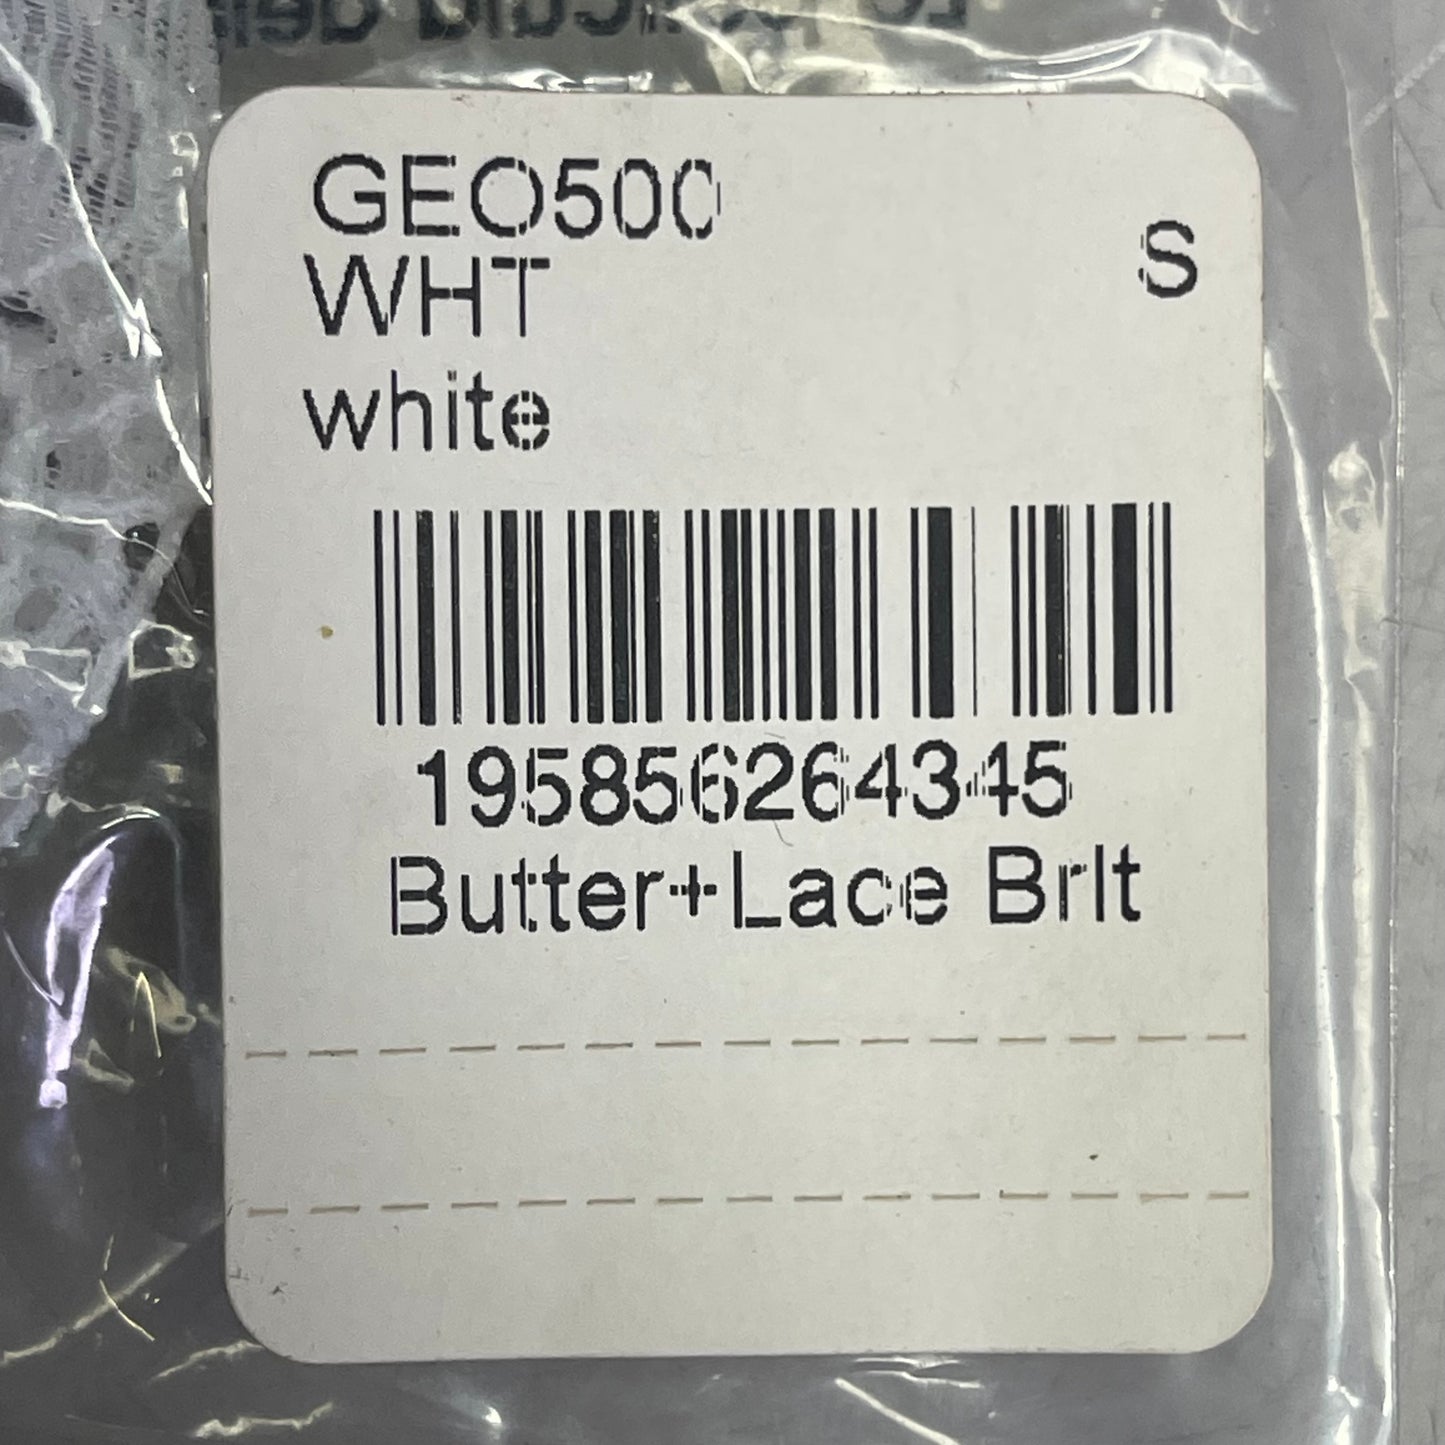 GEO500
WHT
S
white
195856264345
Butter+Lace Brlt